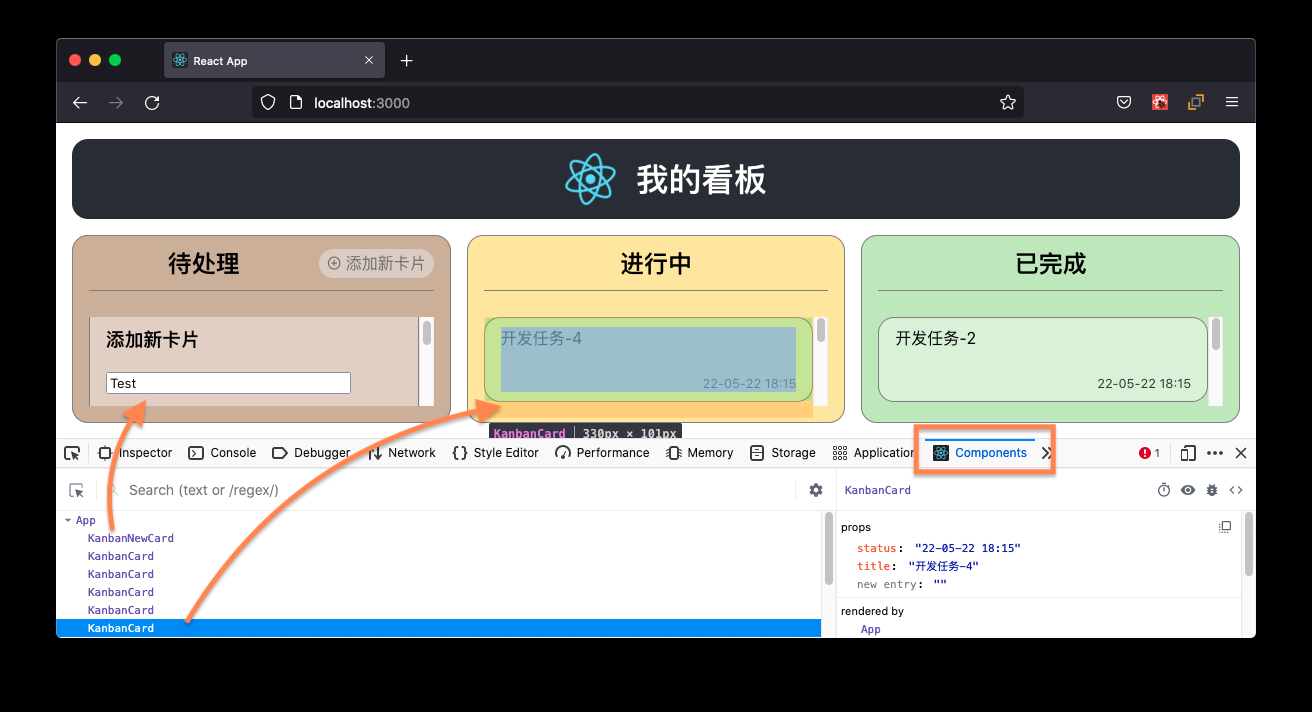 React App
localhost:3000
我的看板
待处理
添加新卡片
进行中
已完成
添加新卡片
Test
开发任务-4
22-05-22 18:15
开发任务-2
22-05-22 18:15
KanbanCard | 330px × 101px
Inspector Console Debugger Network Style Editor Performance Memory Storage Application Components 1
Search (text or /regex/)
KanbanCard
App
KanbanNewCard
KanbanCard
KanbanCard
KanbanCard
KanbanCard
KanbanCard
props
status: "22-05-22 18:15"
title: "开发任务-4"
new entry: ""
rendered by
App